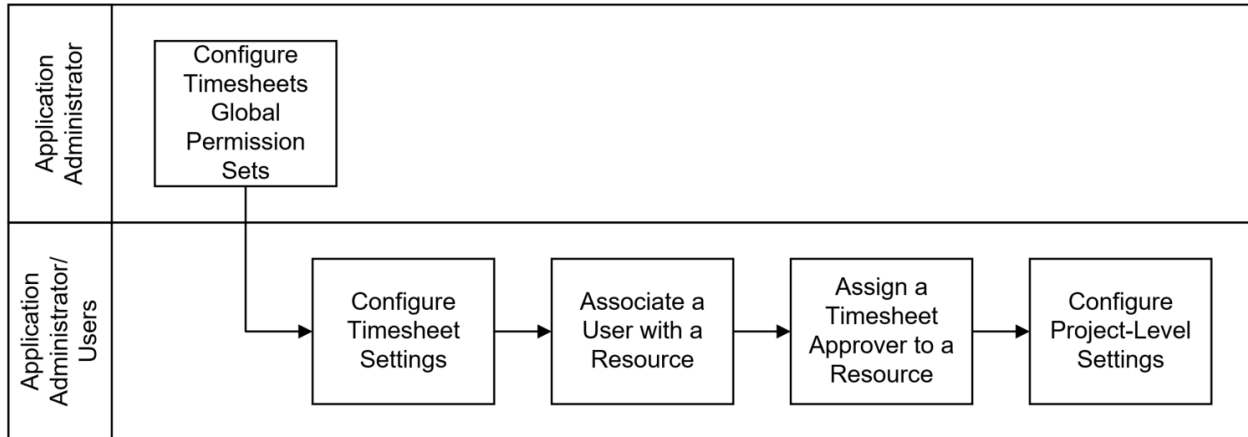 Application
Administrator
Configure
Timesheets
Global
Permission
Sets
Application
Administrator/
Users
Configure
Timesheet
Settings
Associate a
User with a
Resource
Assign a
Timesheet
Approver to a
Resource
Configure
Project-Level
Settings